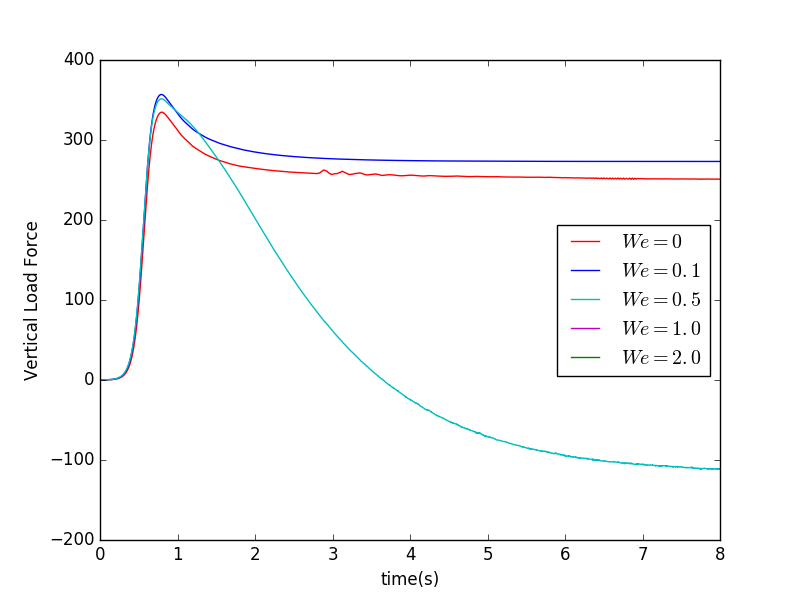 400
300
200
100
0
−100
−200
Vertical Load Force
We = 0
We = 0.1
We = 0.5
We = 1.0
We = 2.0
0 1 2 3 4 5 6 7 8
time(s)